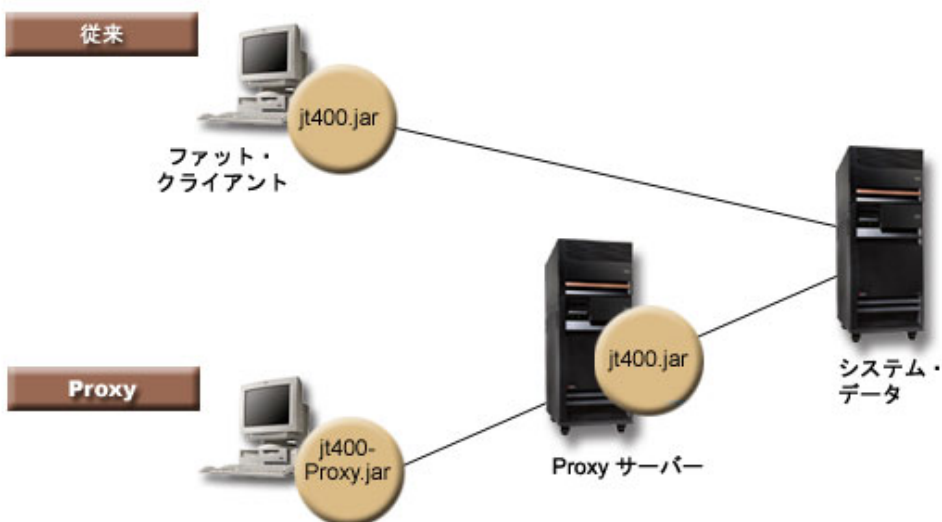 従来
jt400.jar
ファット・
クライアント
システム・
データ
Proxy
jt400-
Proxy.jar
jt400.jar
Proxy サーバー